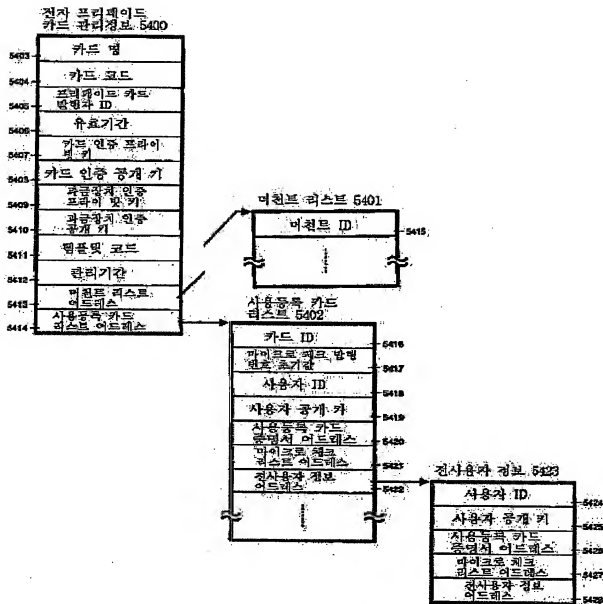 전자 프리페이드
카드 관리정보 5400
카드 명
5403
카드 코드
5404
프리페이드 카드
발행자 ID
5405
유효기간
5406
카드 인증 프라이
빗 키
5407
카드 인증 공개 키
5408
과금장치 인증
프라이 빗 키
5409
과금장치 인증
공개 키
5410
템플릿 코드
5411
관리기간
5412
머천트 리스트
어드레스
5413
사용등록 카드
리스트 어드레스
5414
머천트 리스트 5401
머천트 ID
5415
사용등록 카드
리스트 5402
카드 ID
5416
마이크로 체크 발행
번호 초기값
5417
사용자 ID
5418
사용자 공개 키
5419
사용등록 카드
증명서 어드레스
5420
마이크로 체크
리스트 어드레스
5421
전사용자 정보
어드레스
5422
전사용자 정보 5423
사용자 ID
5424
사용자 공개 키
5425
사용등록 카드
증명서 어드레스
5426
마이크로 체크
리스트 어드레스
5427
전사용자 정보
어드레스
5428